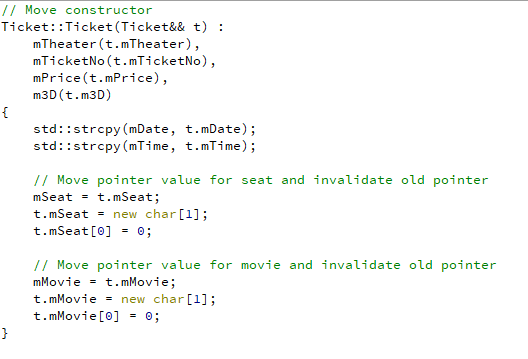 // Move constructor
Ticket::Ticket(Ticket&& t) :
    mTheater(t.mTheater),
    mTicketNo(t.mTicketNo),
    mPrice(t.mPrice),
    m3D(t.m3D)
{
    std::strcpy(mDate, t.mDate);
    std::strcpy(mTime, t.mTime);

    // Move pointer value for seat and invalidate old pointer
    mSeat = t.mSeat;
    t.mSeat = new char[1];
    t.mSeat[0] = 0;

    // Move pointer value for movie and invalidate old pointer
    mMovie = t.mMovie;
    t.mMovie = new char[1];
    t.mMovie[0] = 0;
}